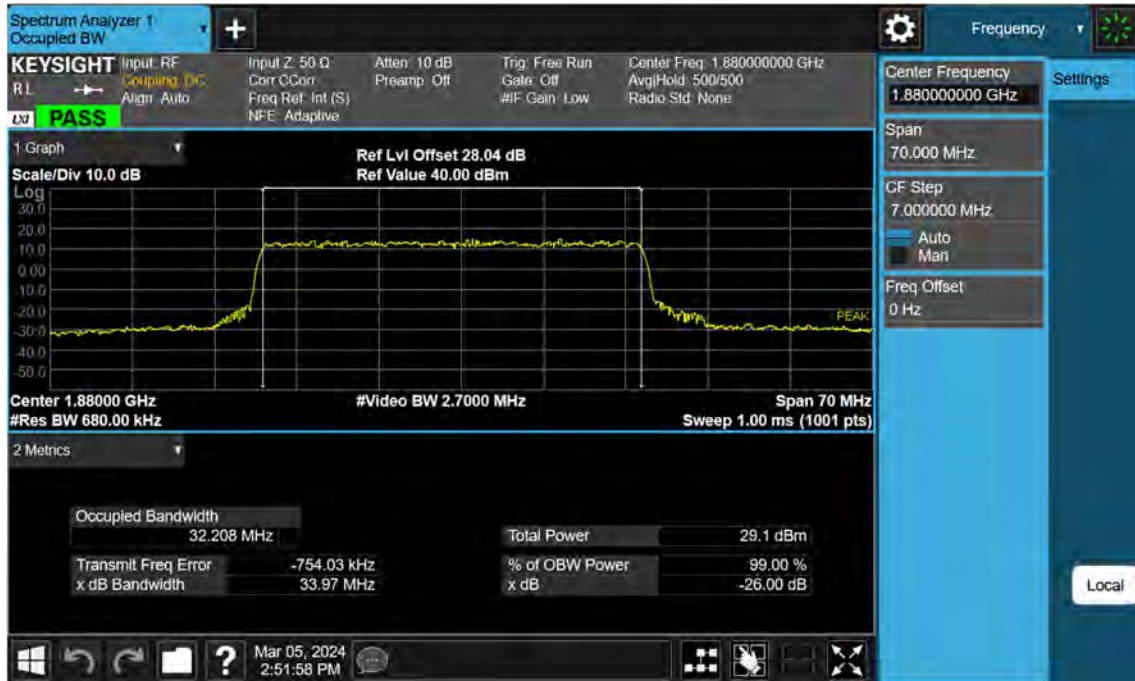 Spectrum Analyzer 1
Occupied BW
+
Frequency
KEYSIGHT
RL
LXI
PASS
Input: RF
Coupling: DC
Align: Auto
Input Z: 50 Ω
Corr CCorr
Freq Ref: Int (S)
NFE: Adaptive
Atten: 10 dB
Preamp: Off
Trig: Free Run
Gate: Off
#IF Gain: Low
Center Freq: 1.880000000 GHz
Avg|Hold: 500/500
Radio Std: None
Center Frequency
1.880000000 GHz
Settings
Span
70.000 MHz
CF Step
7.000000 MHz
Auto
Man
Freq Offset
0 Hz
Local
1 Graph
Scale/Div 10.0 dB
Ref Lvl Offset 28.04 dB
Ref Value 40.00 dBm
Log
30.0
20.0
10.0
0.00
-10.0
-20.0
-30.0
-40.0
-50.0
PEAK
Center 1.88000 GHz
#Video BW 2.7000 MHz
Span 70 MHz
#Res BW 680.00 kHz
Sweep 1.00 ms (1001 pts)
2 Metrics
Occupied Bandwidth
32.208 MHz
Total Power 29.1 dBm
Transmit Freq Error -754.03 kHz
% of OBW Power 99.00 %
x dB Bandwidth 33.97 MHz
x dB -26.00 dB
?
Mar 05, 2024
2:51:58 PM